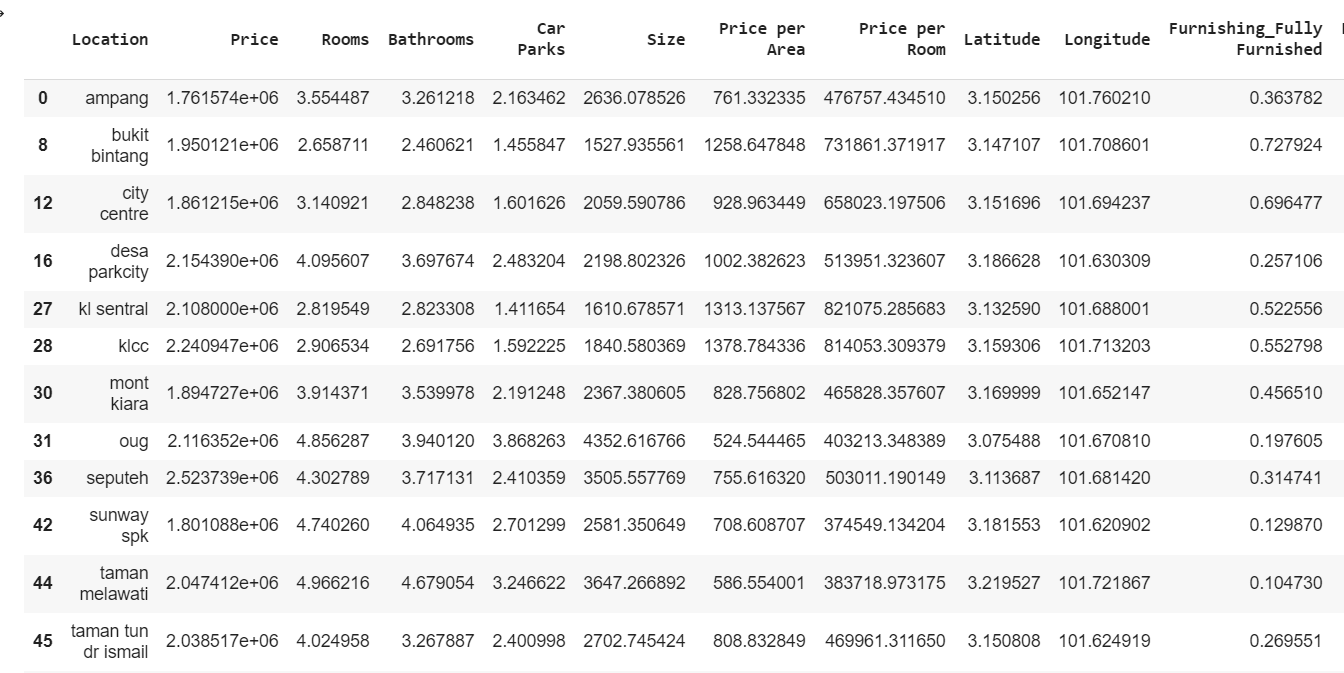 Location Price Rooms Bathrooms Car Parks Size Price per Area Price per Room Latitude Longitude Furnishing_Fully Furnished
0 ampang 1.761574e+06 3.554487 3.261218 2.163462 2636.078526 761.332335 476757.434510 3.150256 101.760210 0.363782
8 bukit bintang 1.950121e+06 2.658711 2.460621 1.455847 1527.935561 1258.647848 731861.371917 3.147107 101.708601 0.727924
12 city centre 1.861215e+06 3.140921 2.848238 1.601626 2059.590786 928.963449 658023.197506 3.151696 101.694237 0.696477
16 desa parkcity 2.154390e+06 4.095607 3.697674 2.483204 2198.802326 1002.382623 513951.323607 3.186628 101.630309 0.257106
27 kl sentral 2.108000e+06 2.819549 2.823308 1.411654 1610.678571 1313.137567 821075.285683 3.132590 101.688001 0.522556
28 klcc 2.240947e+06 2.906534 2.691756 1.592225 1840.580369 1378.784336 814053.309379 3.159306 101.713203 0.552798
30 mont kiara 1.894727e+06 3.914371 3.539978 2.191248 2367.380605 828.756802 465828.357607 3.169999 101.652147 0.456510
31 oug 2.116352e+06 4.856287 3.940120 3.868263 4352.616766 524.544465 403213.348389 3.075488 101.670810 0.197605
36 seputeh 2.523739e+06 4.302789 3.717131 2.410359 3505.557769 755.616320 503011.190149 3.113687 101.681420 0.314741
42 sunway spk 1.801088e+06 4.740260 4.064935 2.701299 2581.350649 708.608707 374549.134204 3.181553 101.620902 0.129870
44 taman melawati 2.047412e+06 4.966216 4.679054 3.246622 3647.266892 586.554001 383718.973175 3.219527 101.721867 0.104730
45 taman tun dr ismail 2.038517e+06 4.024958 3.267887 2.400998 2702.745424 808.832849 469961.311650 3.150808 101.624919 0.269551